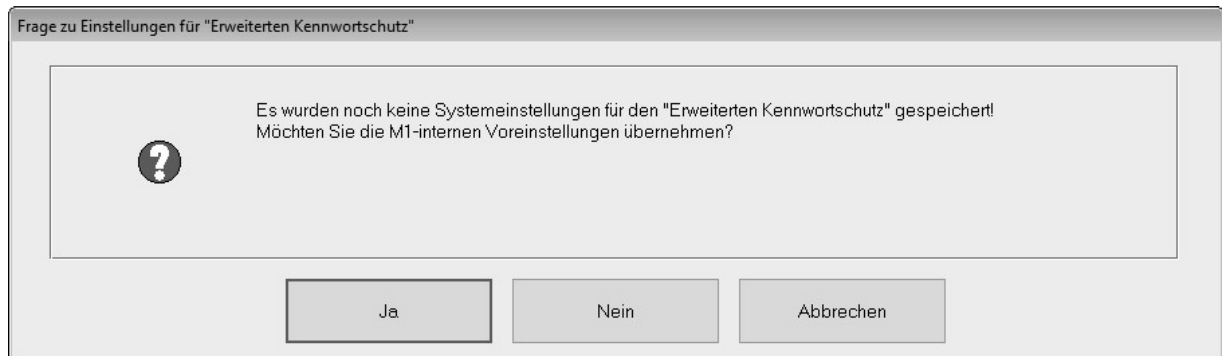 Frage zu Einstellungen für "Erweiterten Kennwortschutz"
Es wurden noch keine Systemeinstellungen für den "Erweiterten Kennwortschutz" gespeichert!
Möchten Sie die M1-internen Voreinstellungen übernehmen?
Ja Nein Abbrechen